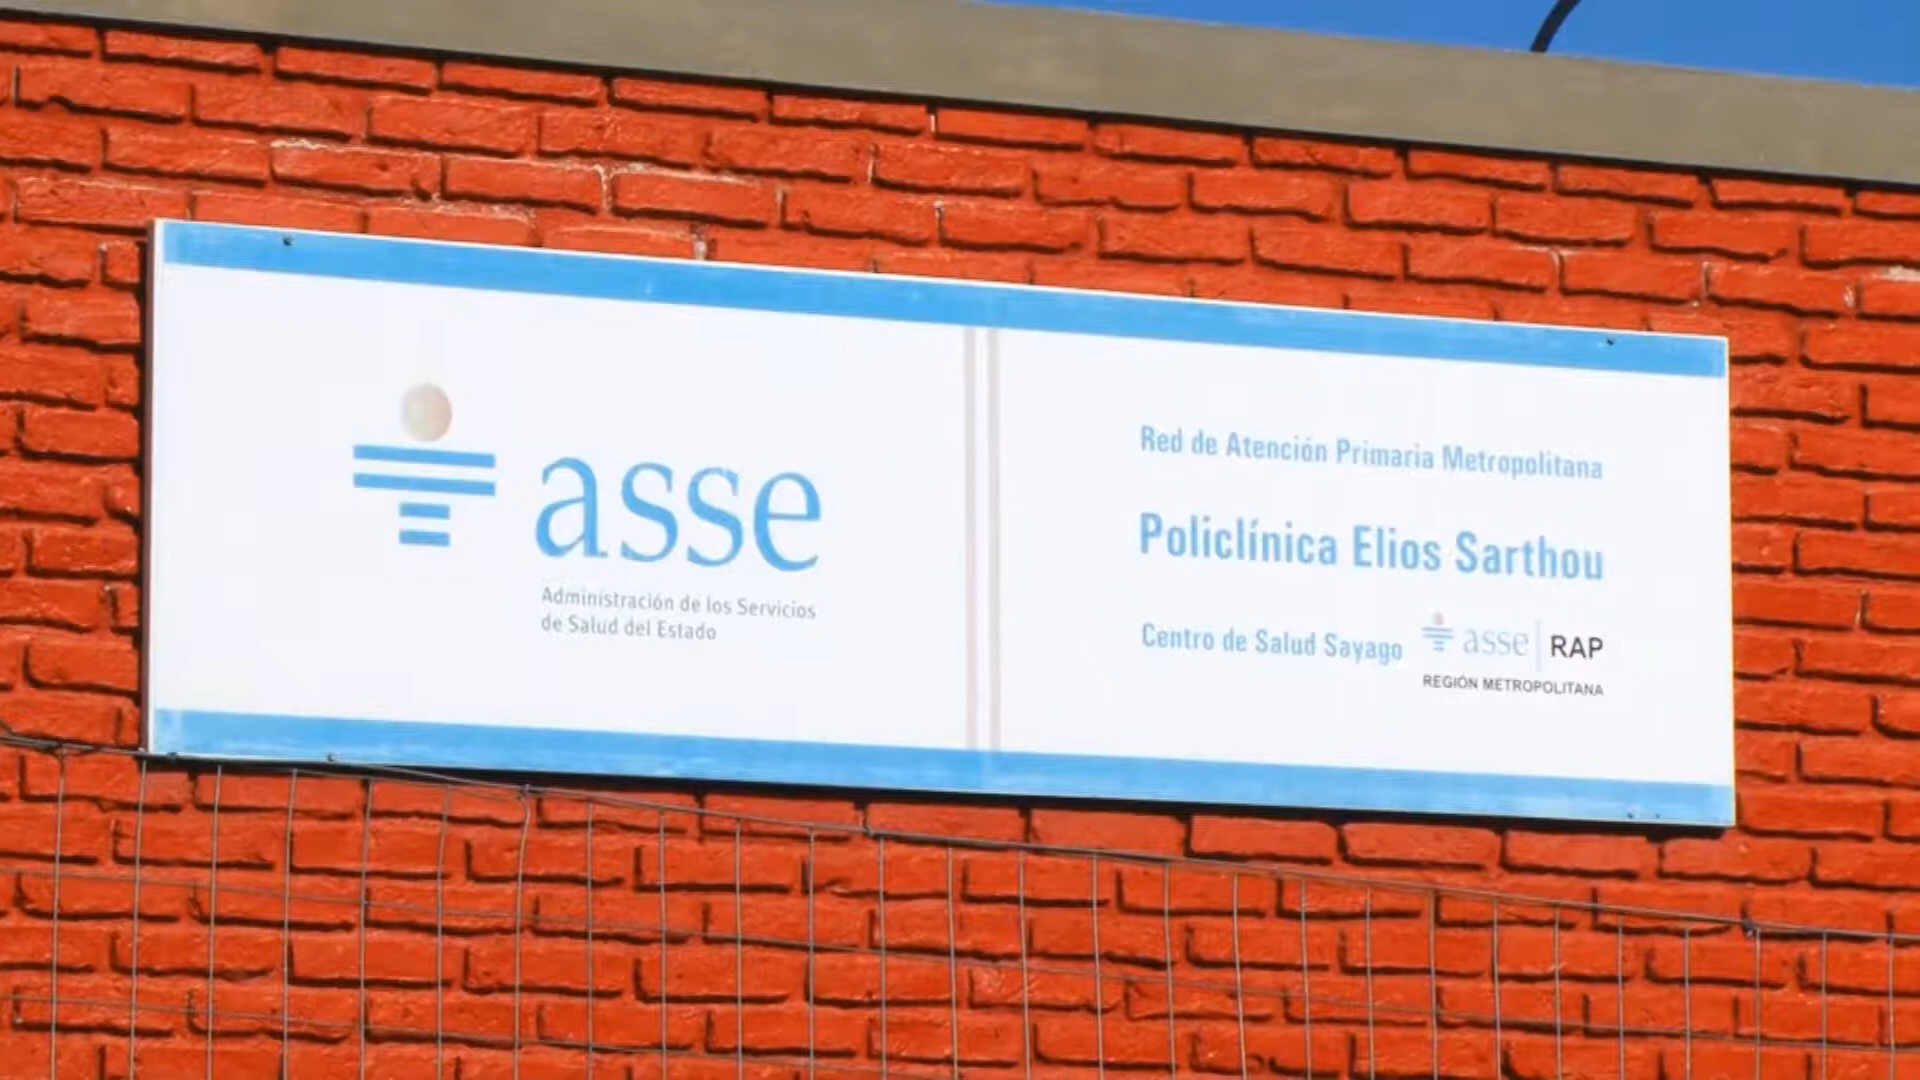 asse
Administración de los Servicios
de Salud del Estado
Red de Atención Primaria Metropolitana
Policlínica Elios Sarthou
Centro de Salud Sayago
asse RAP
REGIÓN METROPOLITANA